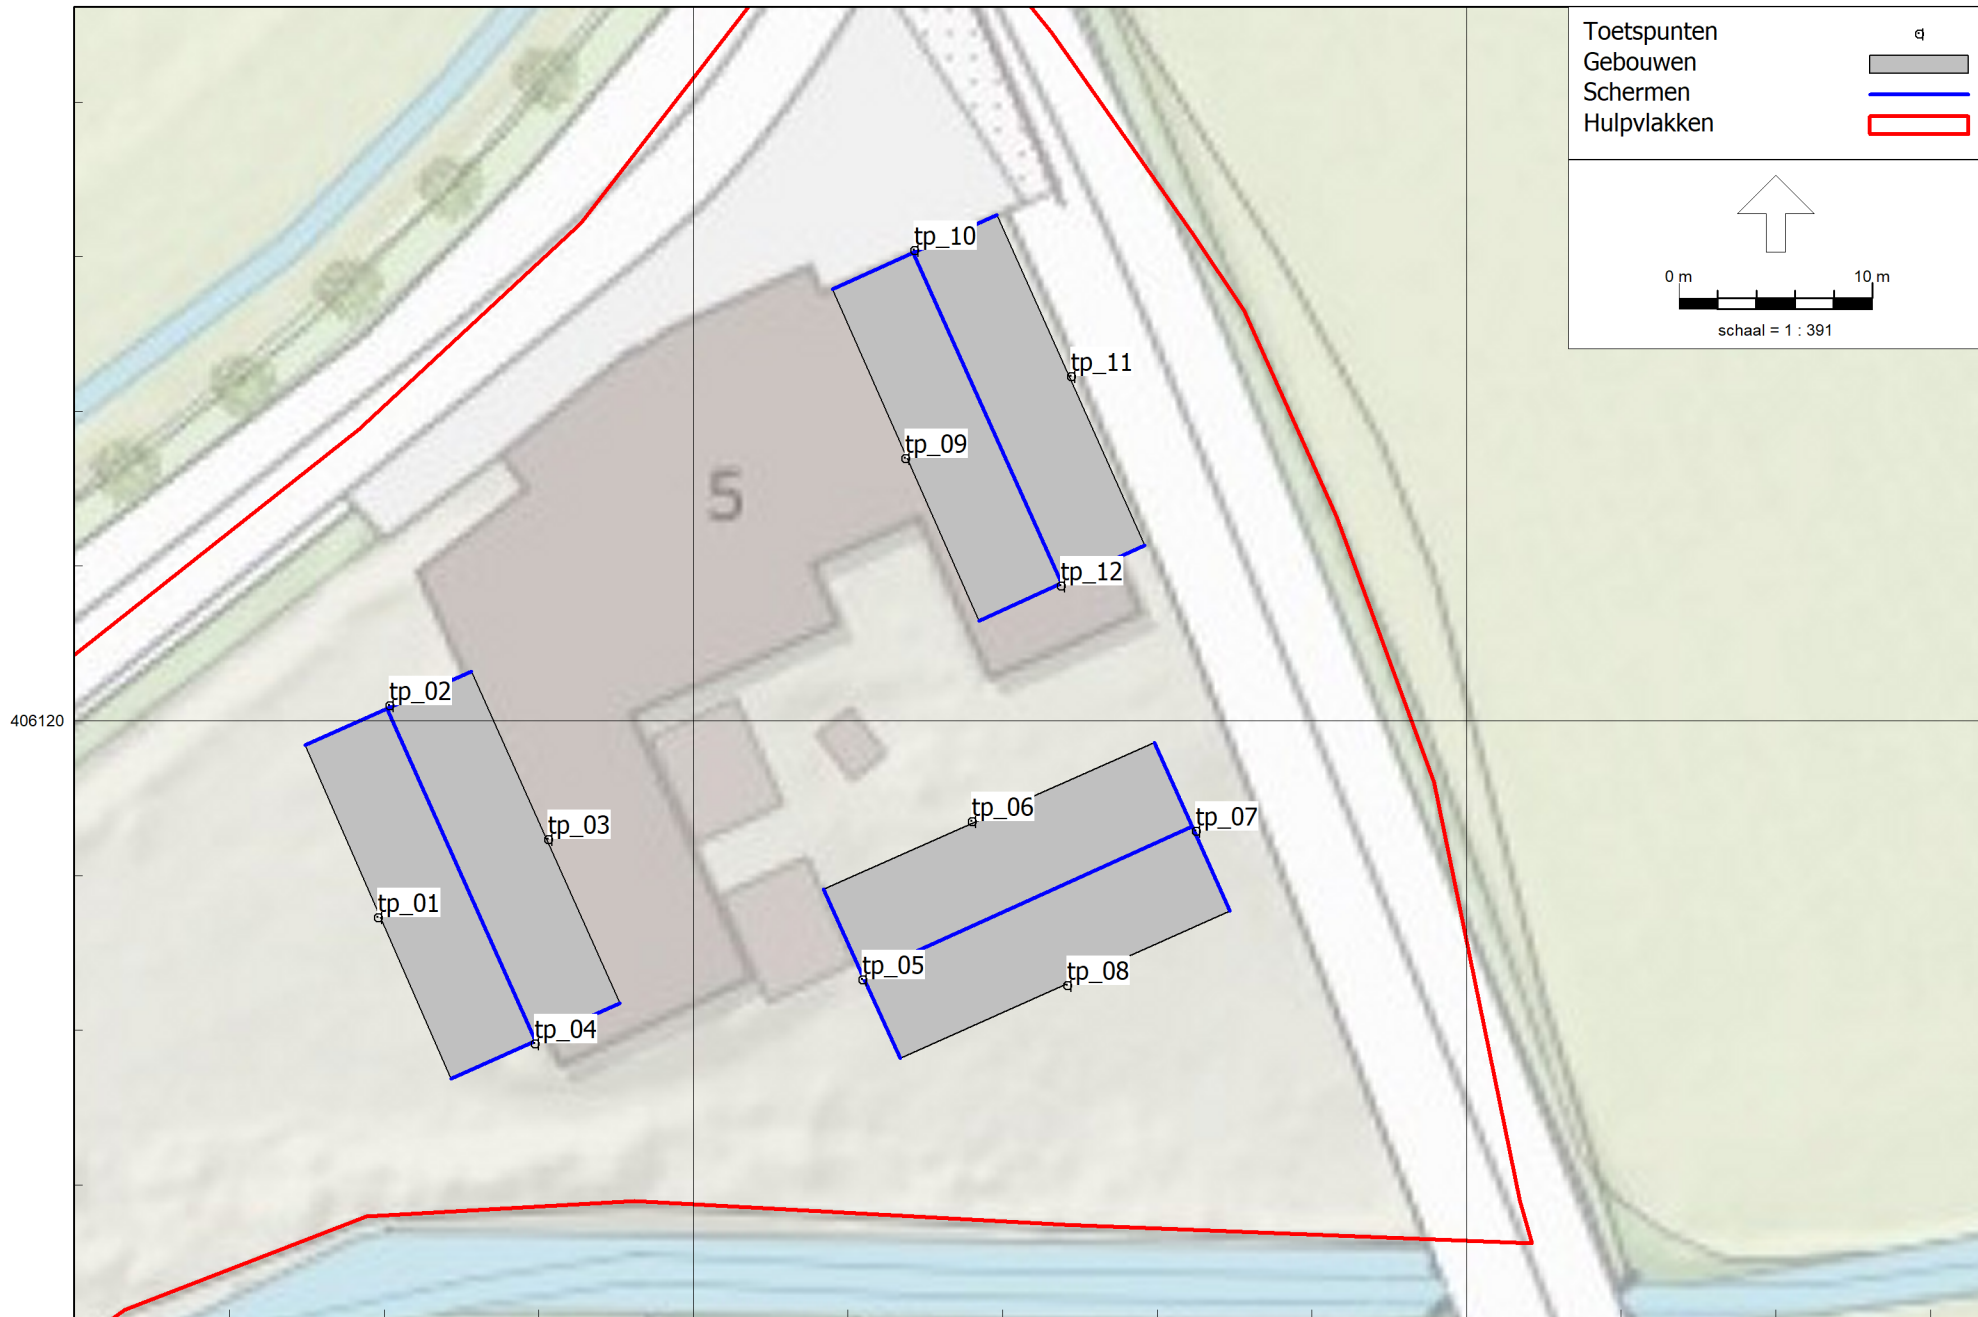 Toetspunten
Gebouwen
Schermen
Hulpvlakken
0 m 10 m
schaal = 1 : 391
tp_10
tp_11
tp_09
5
tp_12
tp_02
406120
tp_06
tp_07
tp_03
tp_01
tp_05
tp_08
tp_04